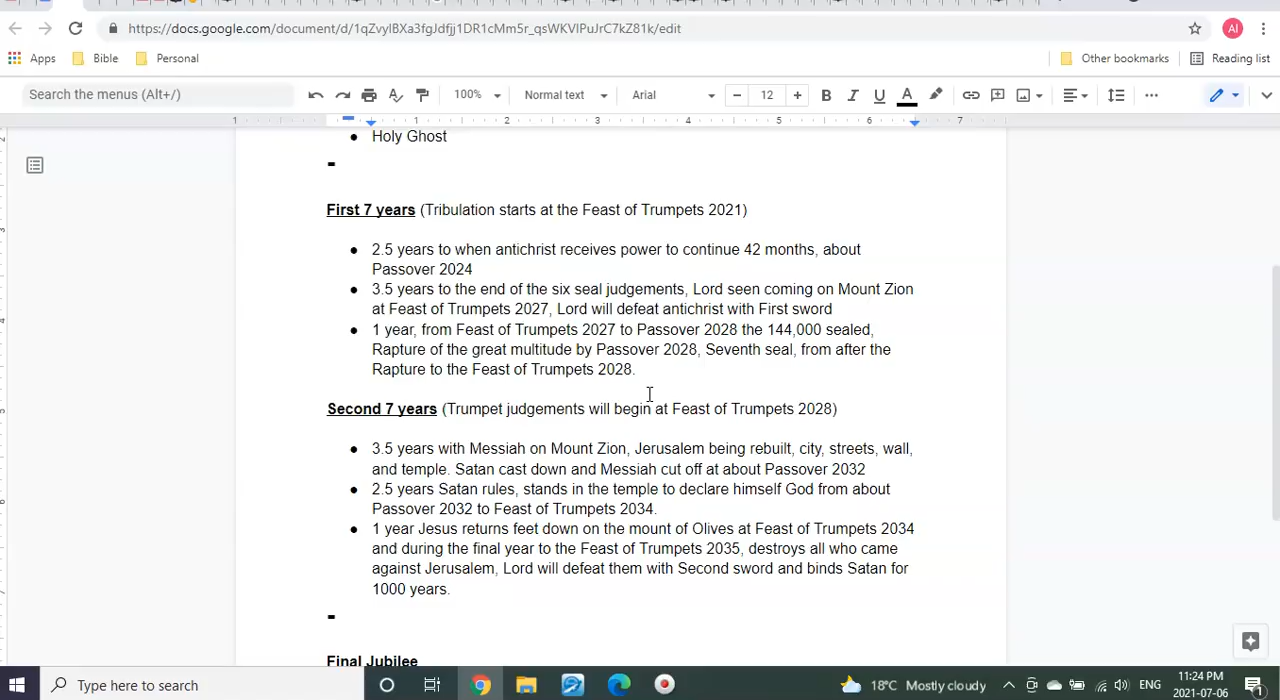 https://docs.google.com/document/d/1qZvylBXa3fgJdfjj1DR1cMm5r_qsWKVlPuJrC7kZ81k/edit
AI
Apps
Bible
Personal
Other bookmarks
Reading list
Search the menus (Alt+/)
100%
Normal text
Arial
12
1 1 2 3 4 5 6 7
Holy Ghost
-
First 7 years (Tribulation starts at the Feast of Trumpets 2021)
2.5 years to when antichrist receives power to continue 42 months, about
Passover 2024
3.5 years to the end of the six seal judgements, Lord seen coming on Mount Zion
at Feast of Trumpets 2027, Lord will defeat antichrist with First sword
1 year, from Feast of Trumpets 2027 to Passover 2028 the 144,000 sealed,
Rapture of the great multitude by Passover 2028, Seventh seal, from after the
Rapture to the Feast of Trumpets 2028.
Second 7 years (Trumpet judgements will begin at Feast of Trumpets 2028)
3.5 years with Messiah on Mount Zion, Jerusalem being rebuilt, city, streets, wall,
and temple. Satan cast down and Messiah cut off at about Passover 2032
2.5 years Satan rules, stands in the temple to declare himself God from about
Passover 2032 to Feast of Trumpets 2034.
1 year Jesus returns feet down on the mount of Olives at Feast of Trumpets 2034
and during the final year to the Feast of Trumpets 2035, destroys all who came
against Jerusalem, Lord will defeat them with Second sword and binds Satan for
1000 years.
-
Final Jubilee
Type here to search
18°C Mostly cloudy
ENG
11:24 PM
2021-07-06
1